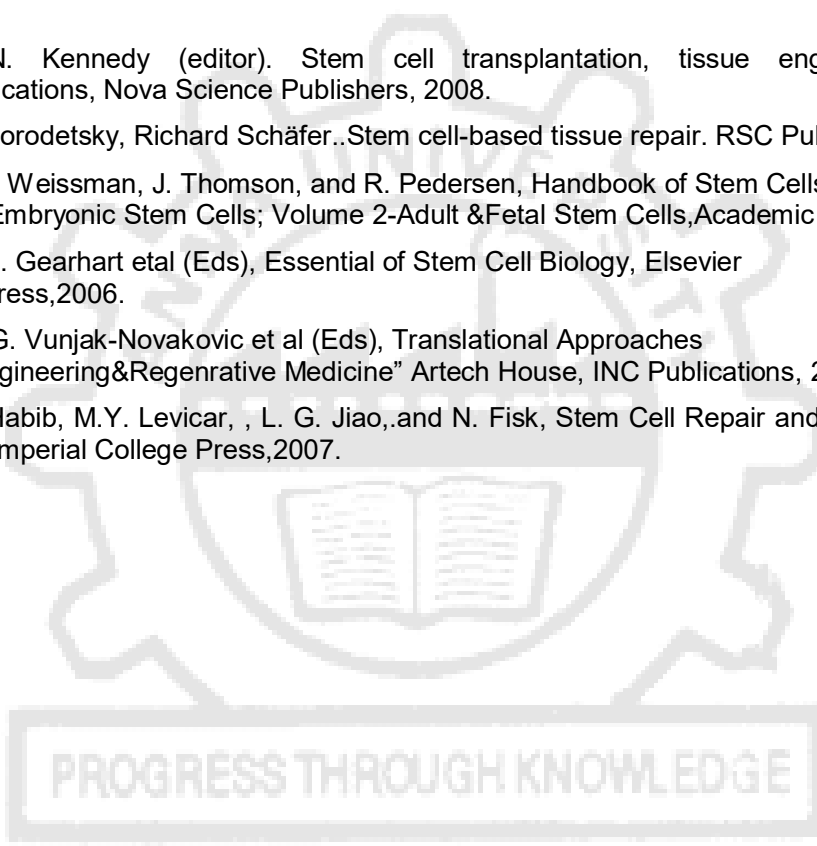 N. Kennedy (editor). Stem cell transplantation, tissue eng
ications, Nova Science Publishers, 2008.
orodetsky, Richard Schäfer..Stem cell-based tissue repair. RSC Pu
Weissman, J. Thomson, and R. Pedersen, Handbook of Stem Cells
Embryonic Stem Cells; Volume 2-Adult &Fetal Stem Cells,Academic
. Gearhart etal (Eds), Essential of Stem Cell Biology, Elsevier
ress,2006.
G. Vunjak-Novakovic et al (Eds), Translational Approaches
gineering&Regenrative Medicine” Artech House, INC Publications, 2
Habib, M.Y. Levicar, , L. G. Jiao,.and N. Fisk, Stem Cell Repair and
mperial College Press,2007.
PROGRESS THROUGH KNOWLEDGE